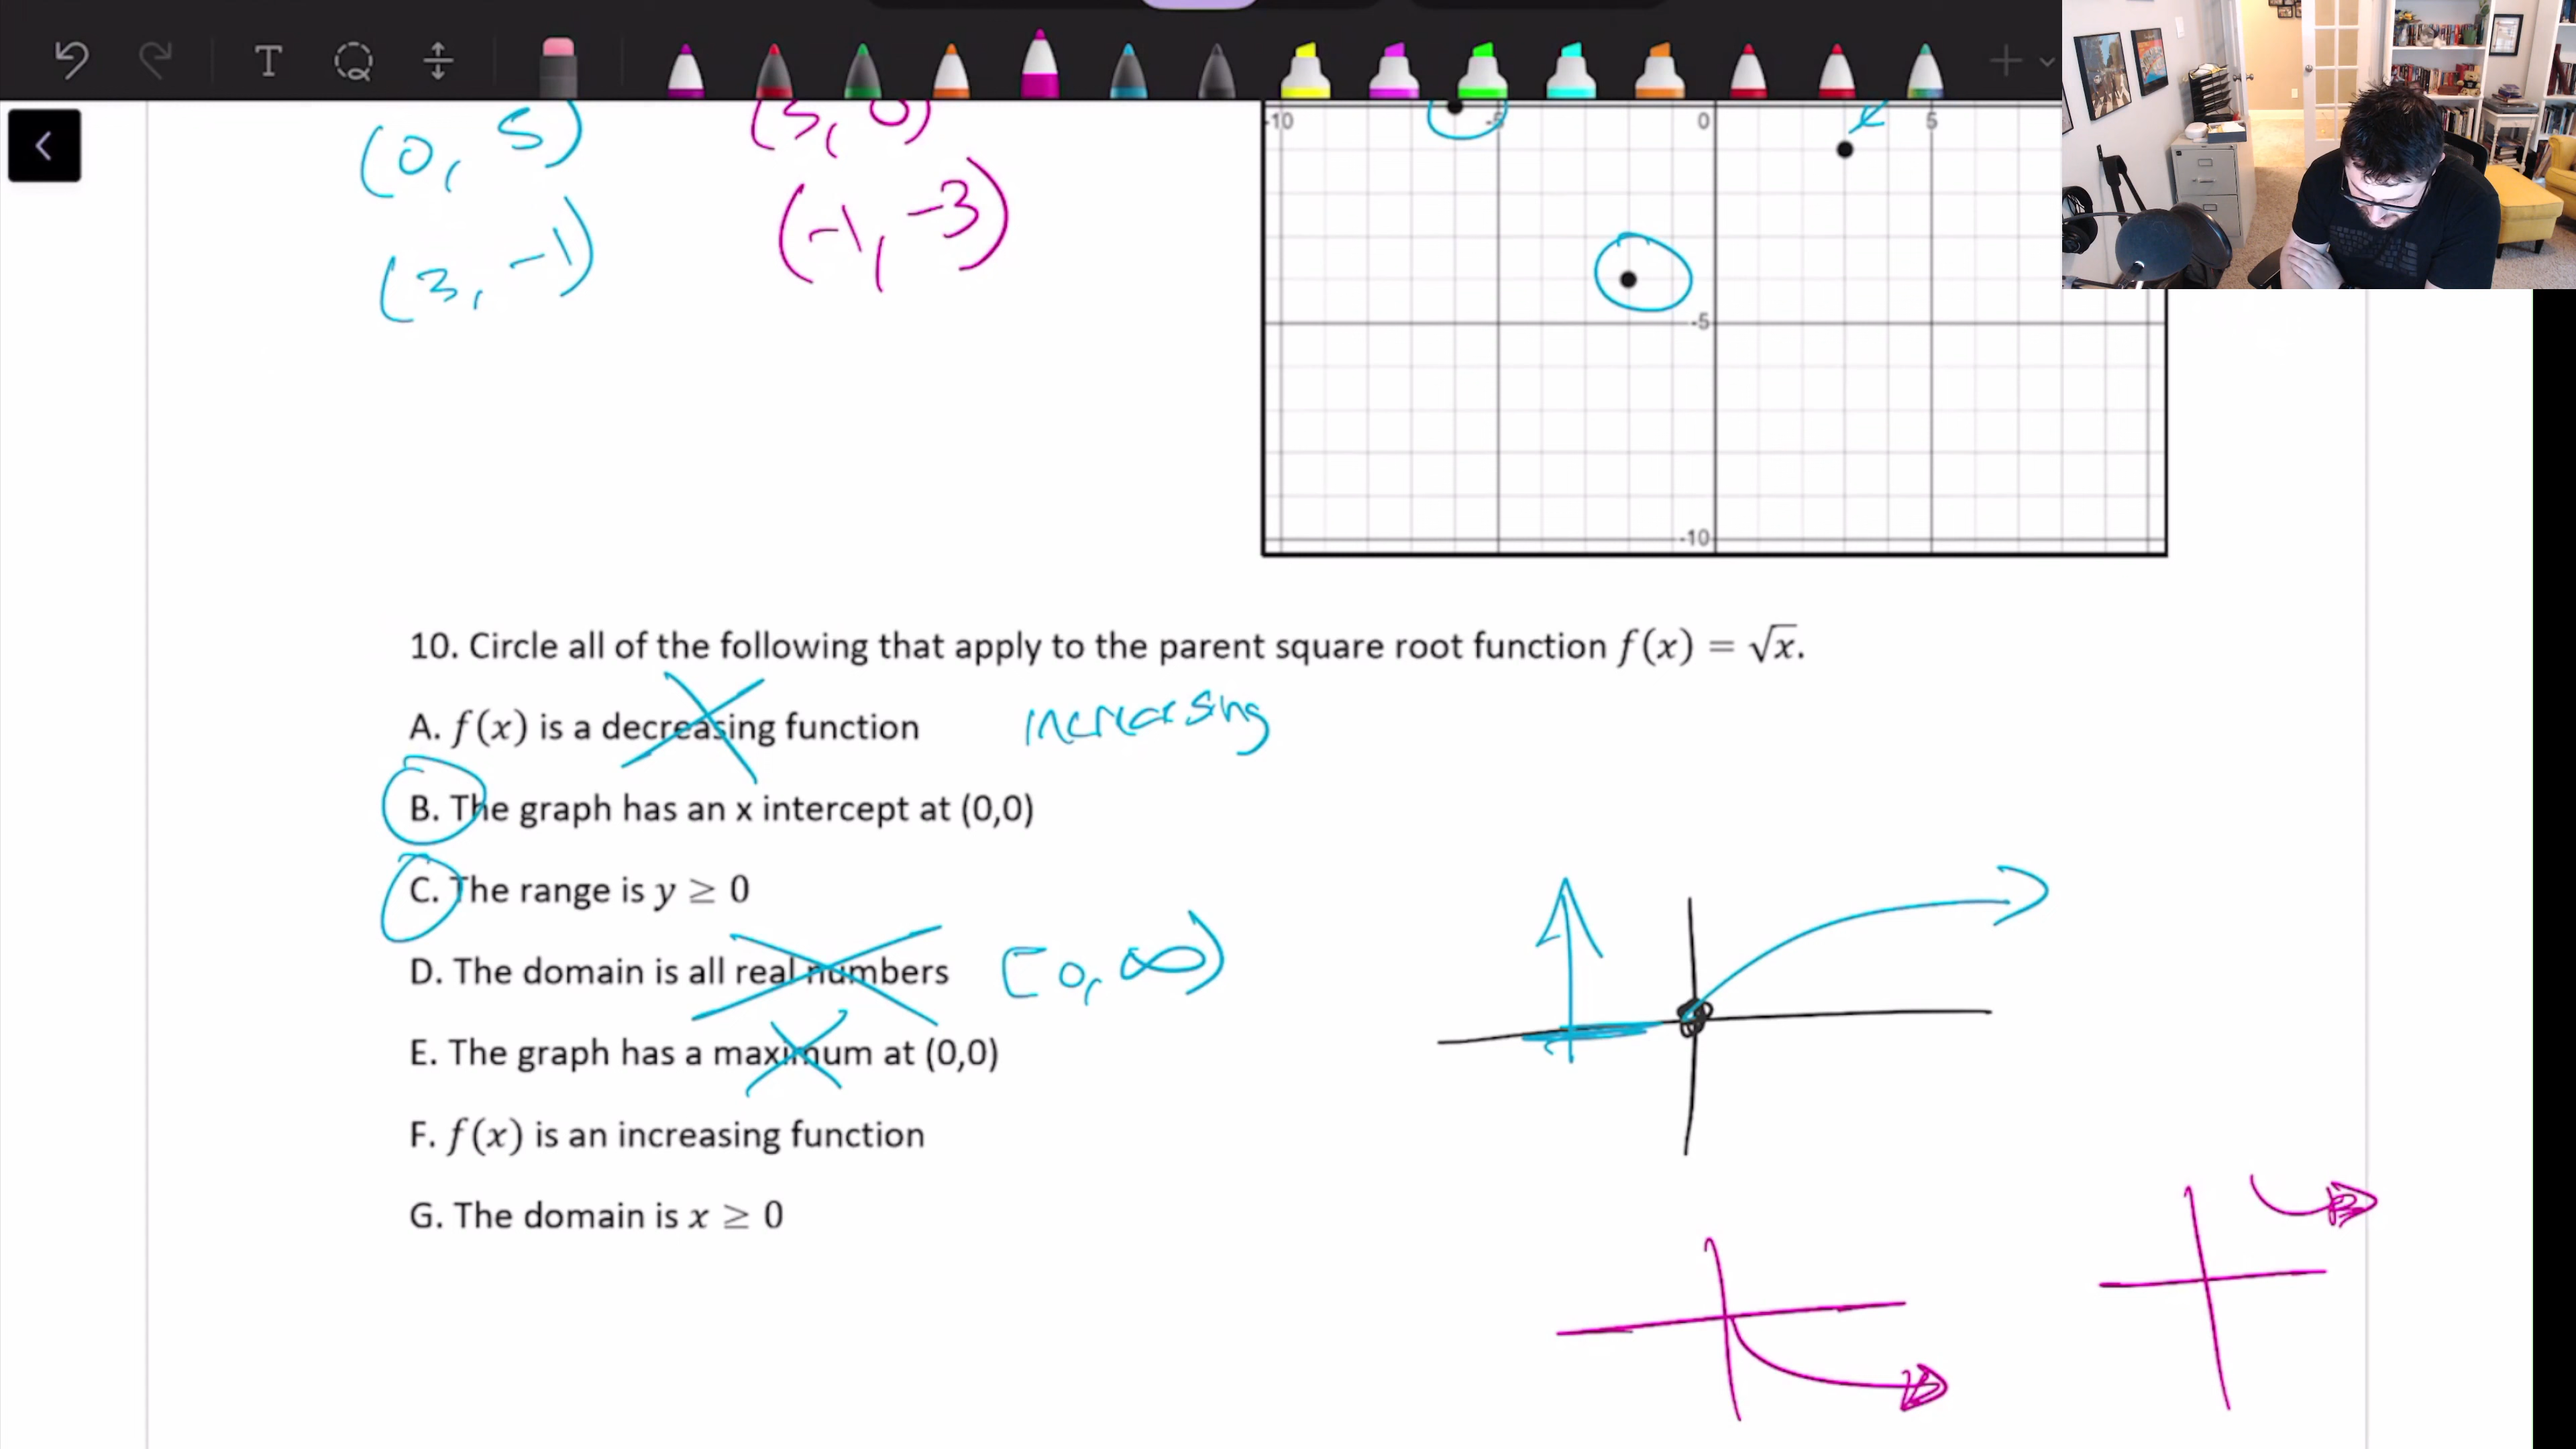 T
(0, 5)
(-1, -3)
(3, -1)
-10
-5
0
5
-5
-10
10. Circle all of the following that apply to the parent square root function f(x) = √x.
A. f(x) is a decreasing function increasing
B. The graph has an x intercept at (0,0)
C. The range is y ≥ 0
D. The domain is all real numbers [0, ∞)
E. The graph has a maximum at (0,0)
F. f(x) is an increasing function
G. The domain is x ≥ 0